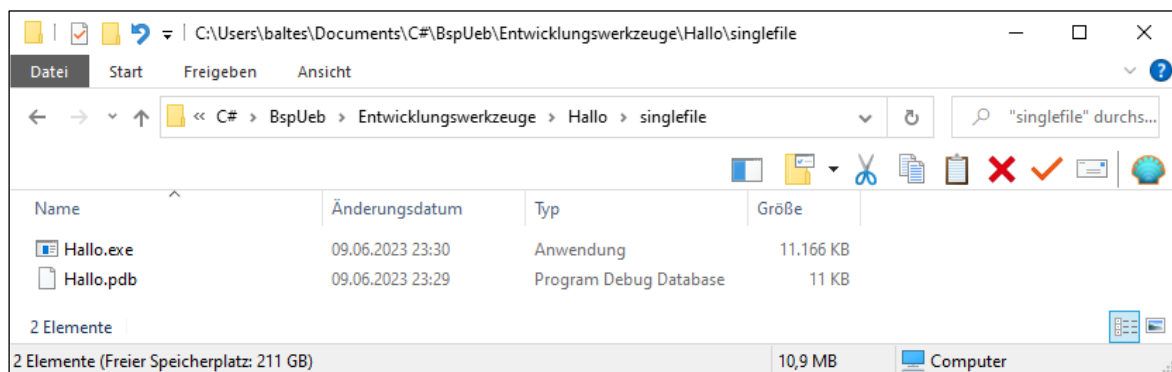 C:\Users\baltes\Documents\C#\BspUeb\Entwicklungswerkzeuge\Hallo\singlefile
Datei Start Freigeben Ansicht
« C# > BspUeb > Entwicklungswerkzeuge > Hallo > singlefile "singlefile" durchs...
Name Änderungsdatum Typ Größe
Hallo.exe 09.06.2023 23:30 Anwendung 11.166 KB
Hallo.pdb 09.06.2023 23:29 Program Debug Database 11 KB
2 Elemente
2 Elemente (Freier Speicherplatz: 211 GB) 10,9 MB Computer